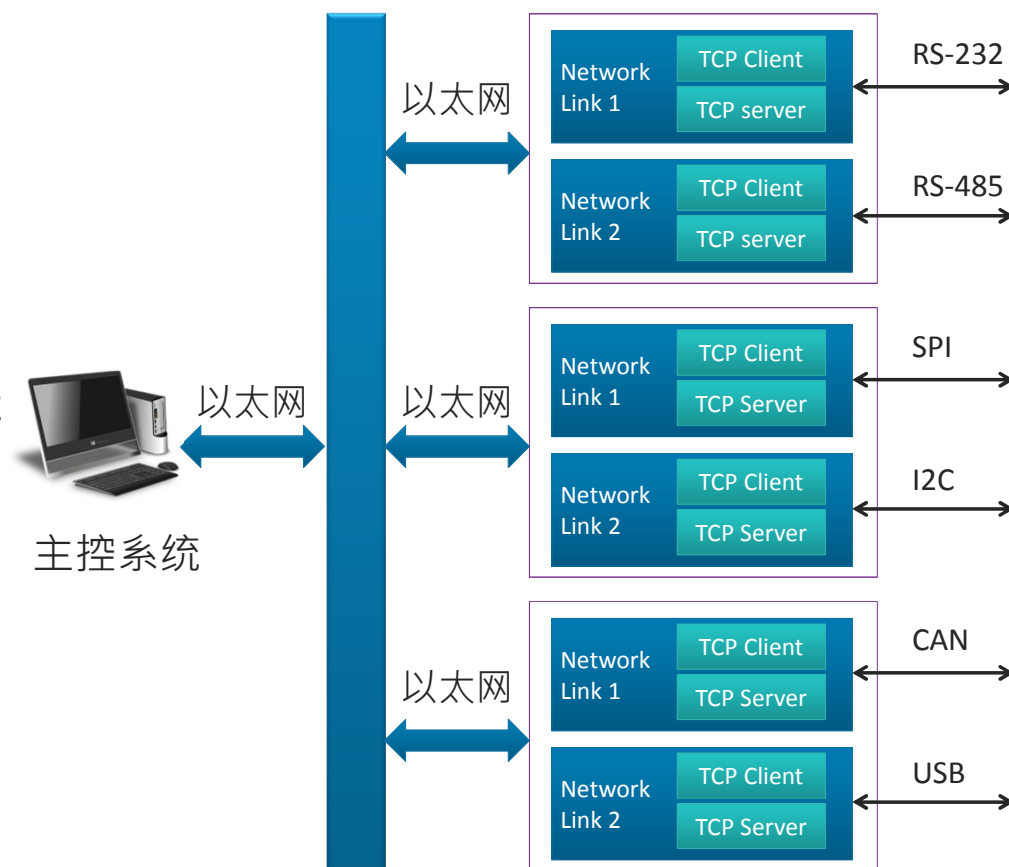 TCP Client
RS-232
Network
Link 1
以太网
TCP server
TCP Client
RS-485
Network
Link 2
TCP server
TCP Client
SPI
Network
Link 1
以太网
以太网
TCP Server
TCP Client
I2C
Network
Link 2
TCP Server
主控系统
TCP Client
CAN
Network
Link 1
以太网
TCP Server
TCP Client
USB
Network
Link 2
TCP Server